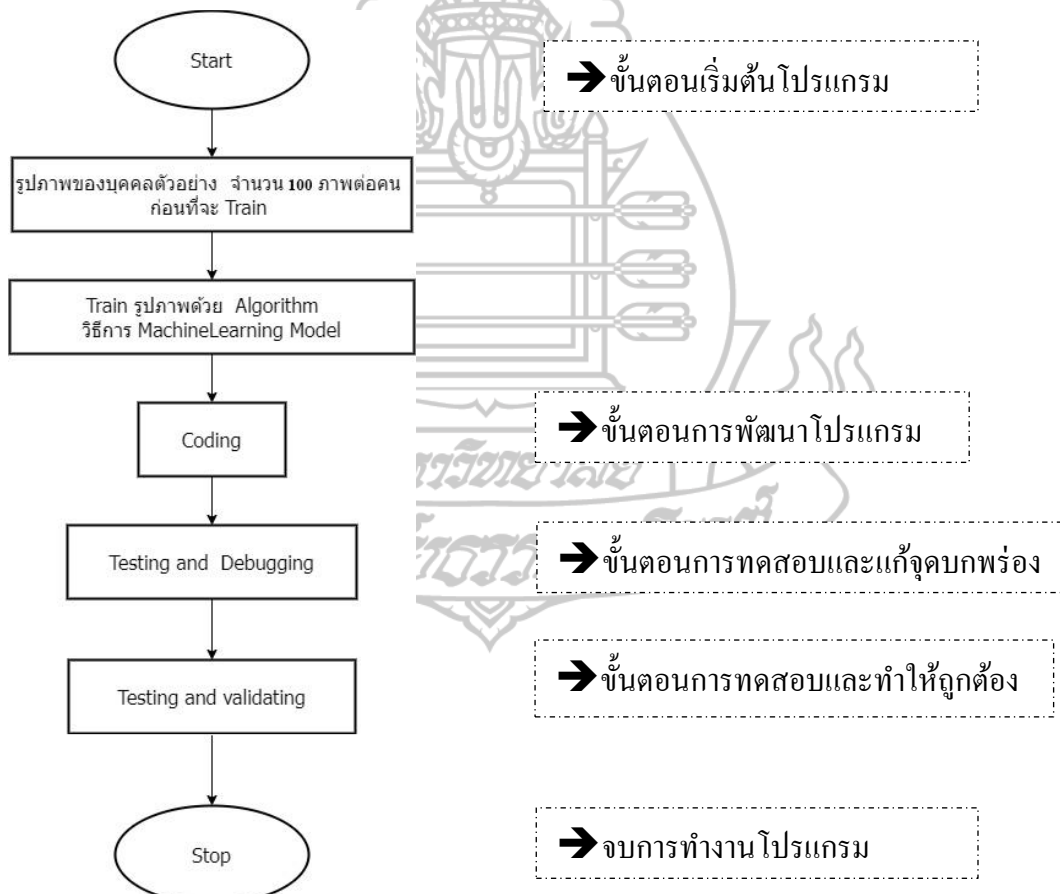 Start
➔ขั้นตอนเริ่มต้นโปรแกรม
รูปภาพของบุคคลตัวอย่าง จำนวน 100 ภาพต่อคน
ก่อนที่จะ Train
Train รูปภาพด้วย Algorithm
วิธีการ MachineLearning Model
Coding
➔ขั้นตอนการพัฒนาโปรแกรม
Testing and Debugging
➔ขั้นตอนการทดสอบและแก้จุดบกพร่อง
Testing and validating
➔ขั้นตอนการทดสอบและทำให้ถูกต้อง
Stop
➔จบการทำงานโปรแกรม